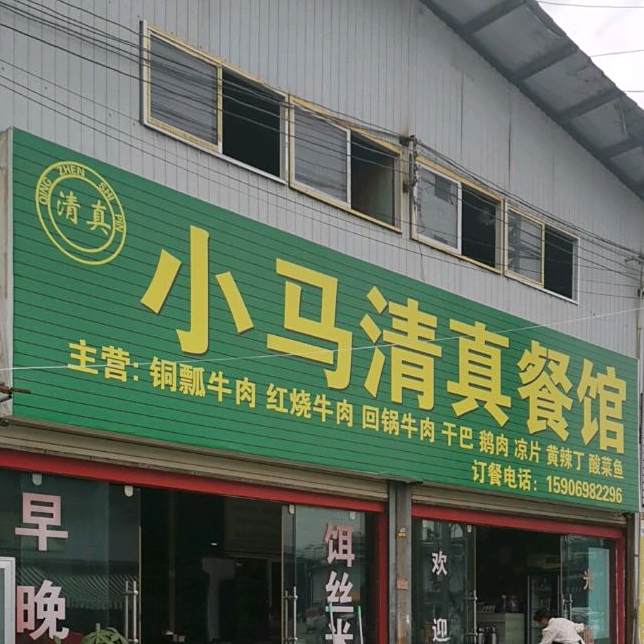 QING ZHEN SHI PIN
清真
小马清真餐馆
主营：铜瓢牛肉 红烧牛肉 回锅牛肉 干巴 鹅肉 凉片 黄辣丁 酸菜鱼
订餐电话：15906982296
早
晚
饵丝米
欢迎
光